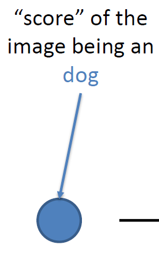 “score” of the
image being an
dog